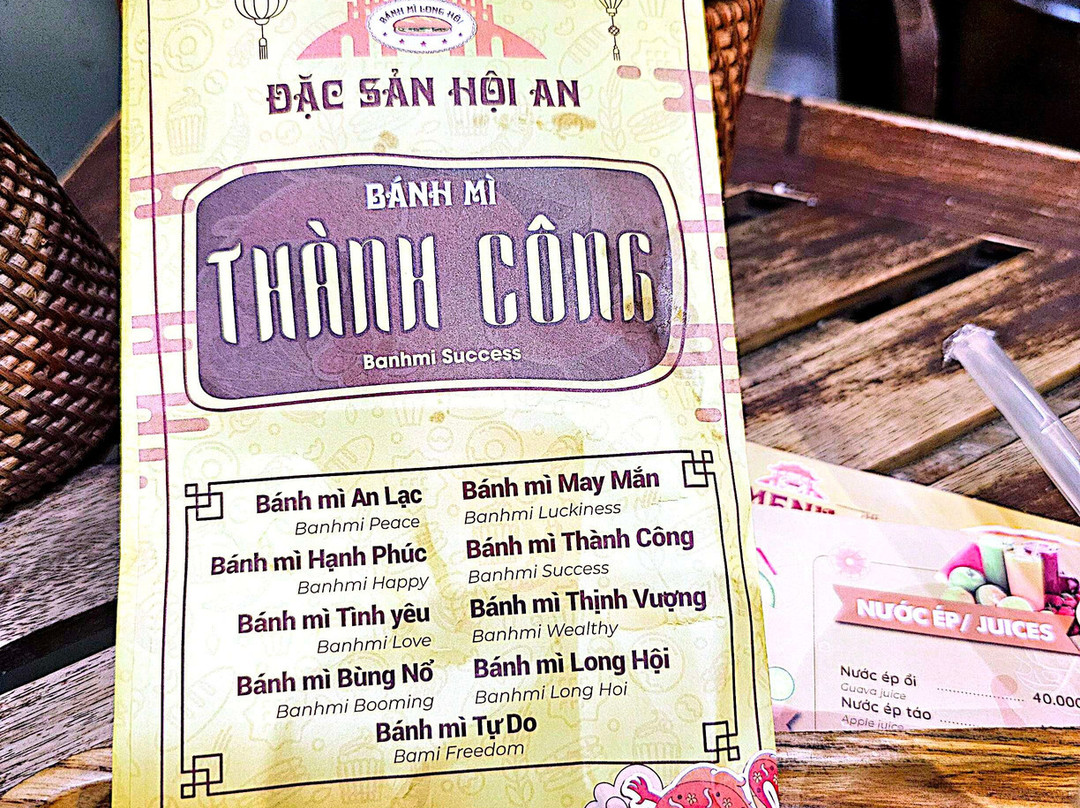 BÁNH MÌ LONG HỘI
ĐẶC SẢN HỘI AN
BÁNH MÌ
THÀNH CÔNG
Banhmi Success
Bánh mì An Lạc
Banhmi Peace
Bánh mì May Mắn
Banhmi Luckiness
Bánh mì Hạnh Phúc
Banhmi Happy
Bánh mì Thành Công
Banhmi Success
Bánh mì Tình yêu
Banhmi Love
Bánh mì Thịnh Vượng
Banhmi Wealthy
Bánh mì Bùng Nổ
Banhmi Booming
Bánh mì Long Hội
Banhmi Long Hoi
Bánh mì Tự Do
Bami Freedom
MENU
NƯỚC ÉP/ JUICES
Nước ép ổi
Guava juice
40.000
Nước ép táo
Apple juice